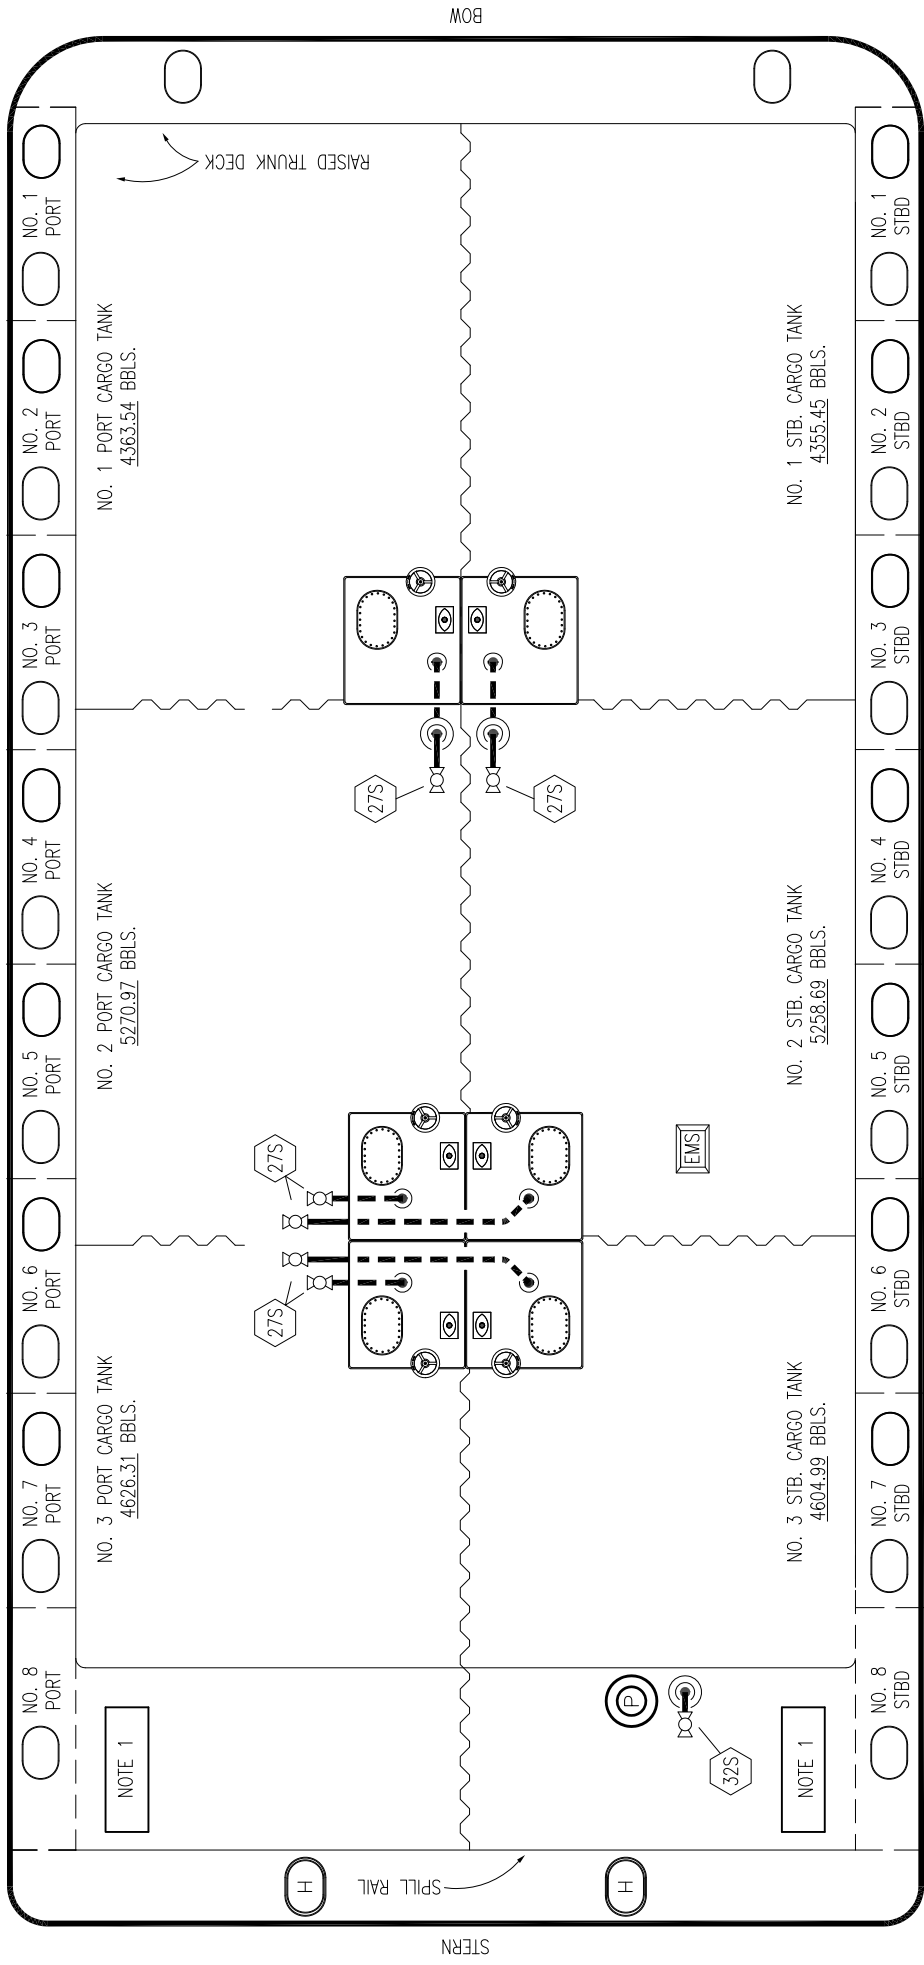 BOW
RAISED TRUNK DECK
NO. 1
PORT
NO. 2
PORT
NO. 3
PORT
NO. 4
PORT
NO. 5
PORT
NO. 6
PORT
NO. 7
PORT
NO. 8
PORT
NO. 1 PORT CARGO TANK
4363.54 BBLS.
NO. 1 STB. CARGO TANK
4355.45 BBLS.
NO. 1
STBD
NO. 2
STBD
NO. 3
STBD
NO. 4
STBD
NO. 5
STBD
NO. 6
STBD
NO. 7
STBD
NO. 8
STBD
27S
27S
NO. 2 PORT CARGO TANK
5270.97 BBLS.
NO. 2 STB. CARGO TANK
5258.69 BBLS.
27S
EMS
27S
NO. 3 PORT CARGO TANK
4626.31 BBLS.
NO. 3 STB. CARGO TANK
4604.99 BBLS.
P
32S
NOTE 1
NOTE 1
H
SPILL RAIL
H
STERN